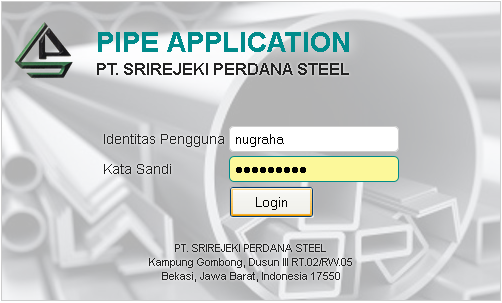 PIPE APPLICATION
PT. SRIREJEKI PERDANA STEEL
Identitas Pengguna nugraha
Kata Sandi •••••••••
Login
PT. SRIREJEKI PERDANA STEEL
Kampung Gombong, Dusun III RT.02/RW.05
Bekasi, Jawa Barat, Indonesia 17550